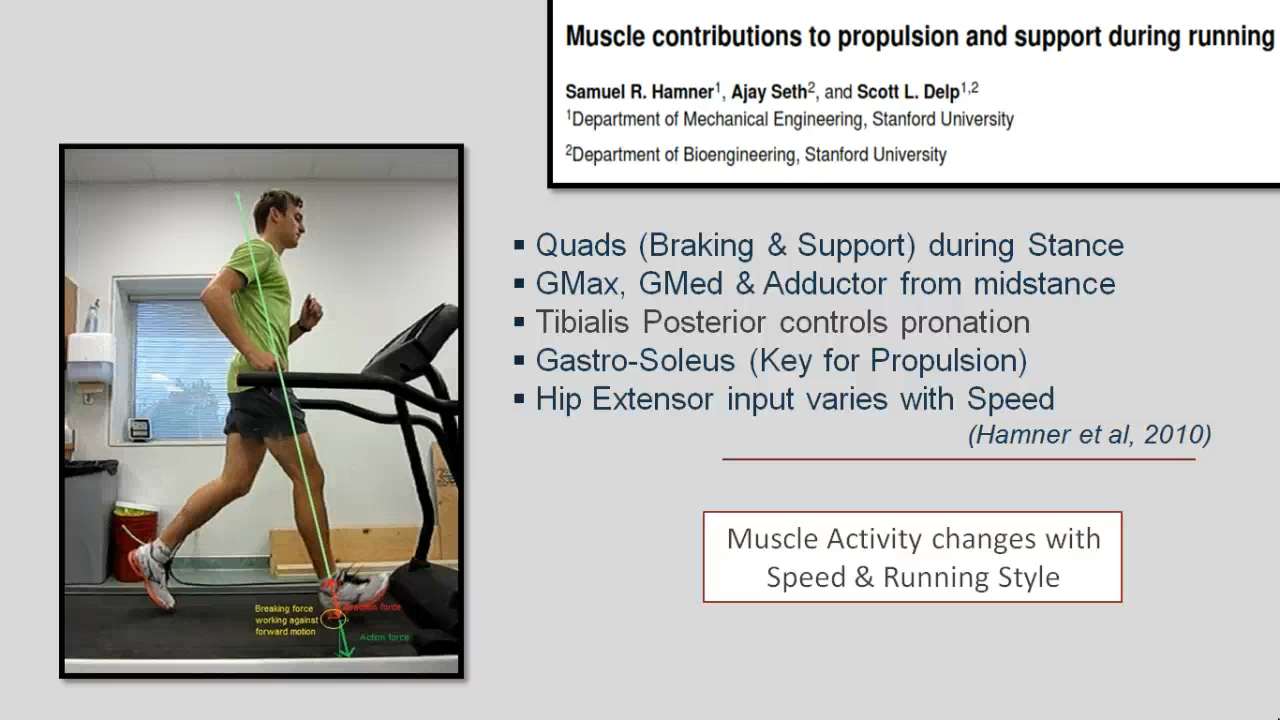 Muscle contributions to propulsion and support during running
Samuel R. Hamner1, Ajay Seth2, and Scott L. Delp1,2
1Department of Mechanical Engineering, Stanford University
2Department of Bioengineering, Stanford University
▪ Quads (Braking & Support) during Stance
▪ GMax, GMed & Adductor from midstance
▪ Tibialis Posterior controls pronation
▪ Gastro-Soleus (Key for Propulsion)
▪ Hip Extensor input varies with Speed
(Hamner et al, 2010)
Muscle Activity changes with
Speed & Running Style
Breaking force
working against
forward motion
force
Action force